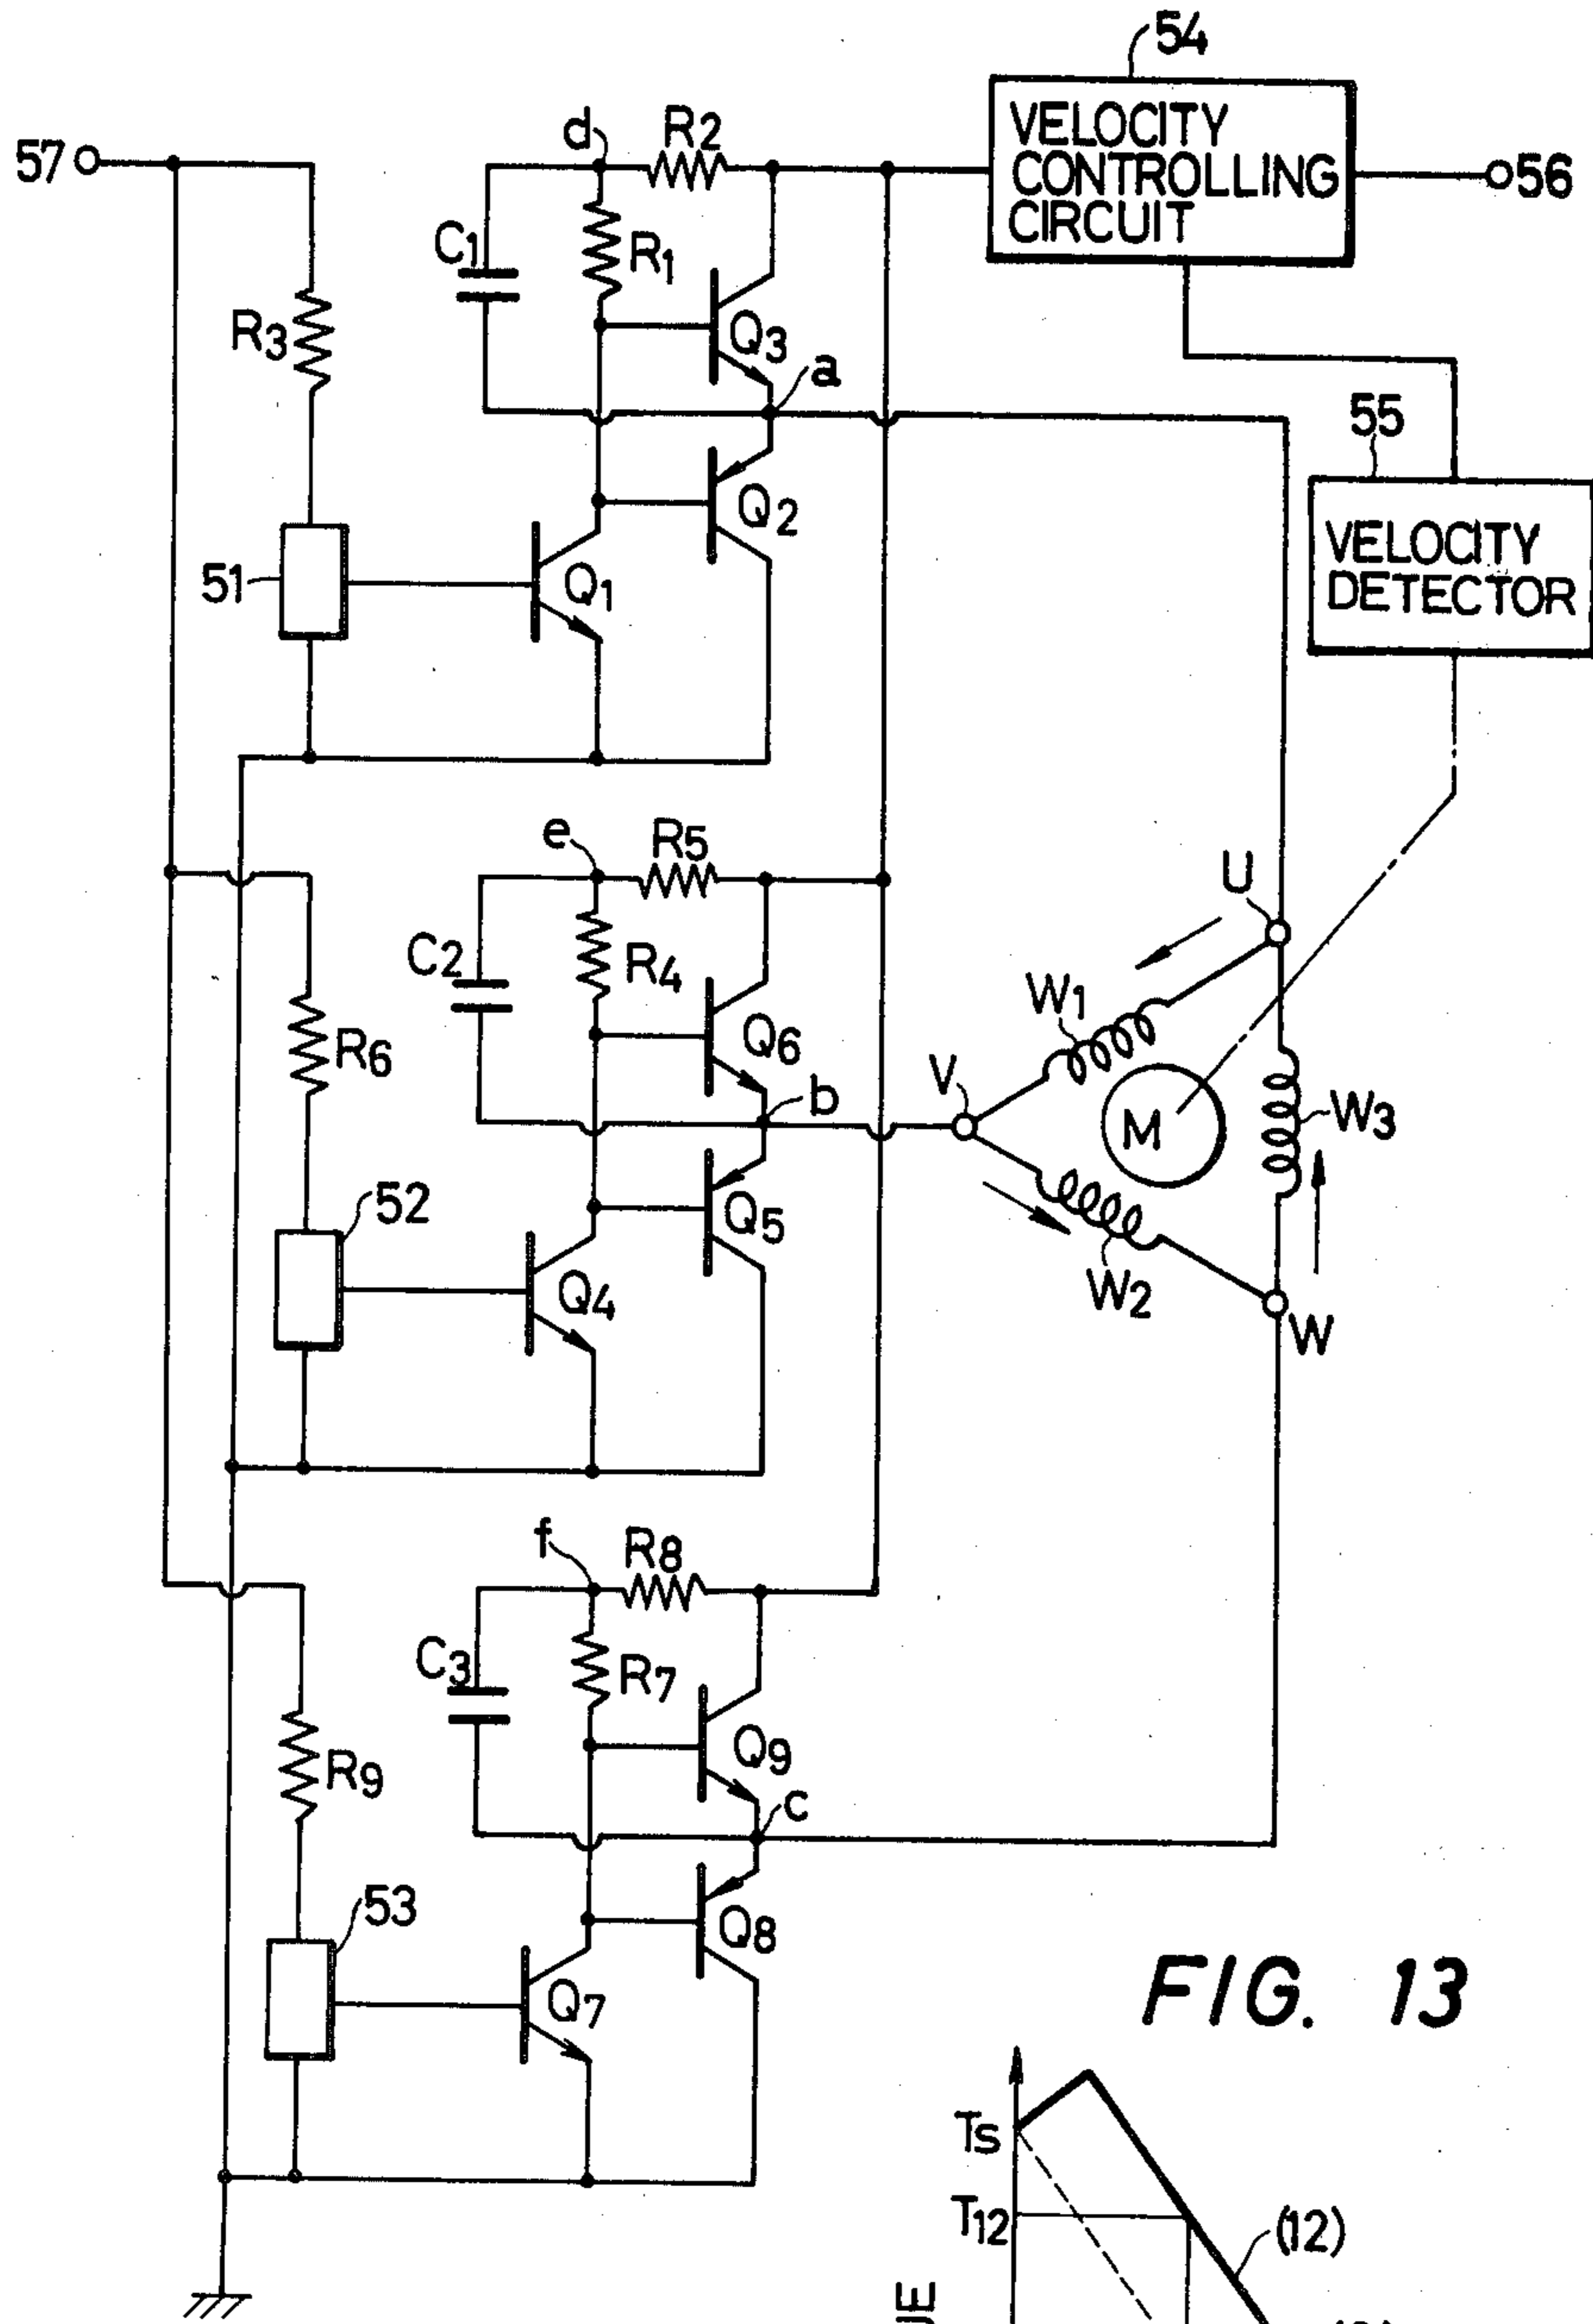 54
57
d
R2
VELOCITY
CONTROLLING
CIRCUIT
56
C1
R1
R3
Q3
a
55
Q2
51
Q1
VELOCITY
DETECTOR
e
R5
U
C2
R4
W1
R6
Q6
V
b
M
W3
52
Q5
Q4
W2
W
f
R8
C3
R7
R9
Q9
c
53
Q8
Q7
FIG. 13
Ts
T12
(12)